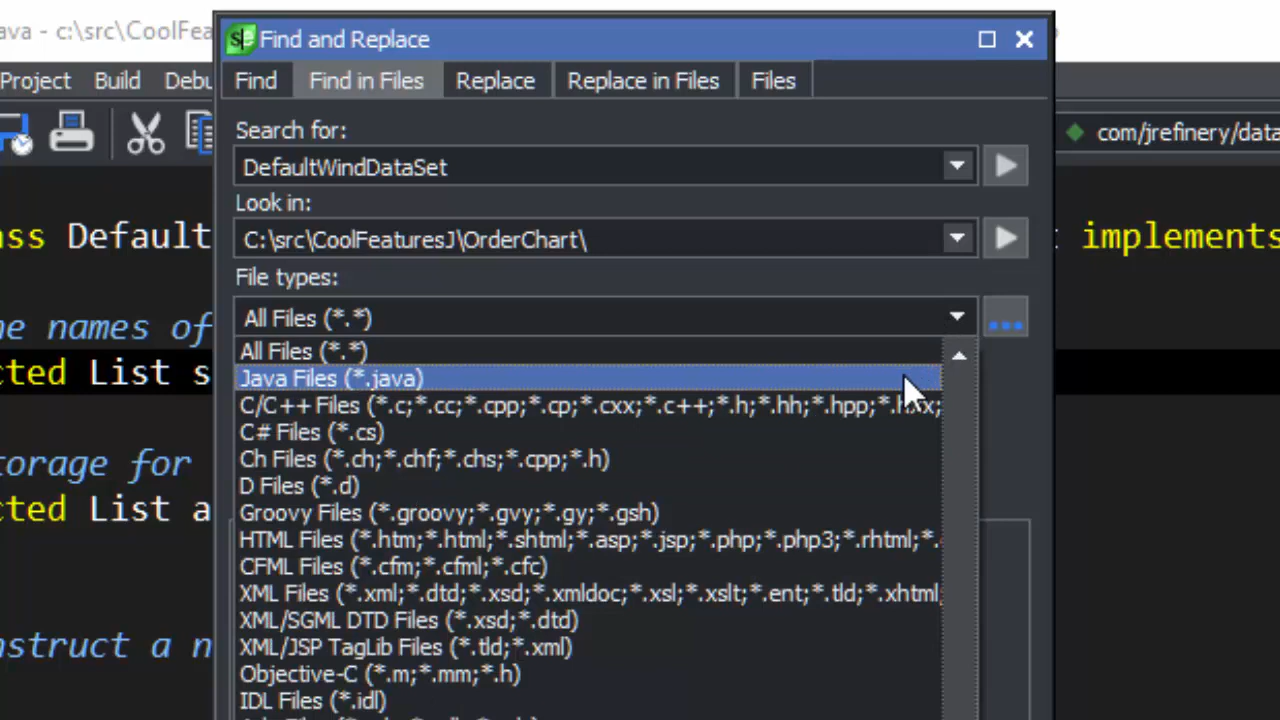 ava - c:\src\CoolFea
Find and Replace
Project Build Debu
Find Find in Files Replace Replace in Files Files
Search for:
com/jrefinery/data
DefaultWindDataSet
Look in:
ass Default
C:\src\CoolFeaturesJ\OrderChart\
implements
File types:
he names of
All Files (*.*)
All Files (*.*)
cted List s
Java Files (*.java)
C/C++ Files (*.c;*.cc;*.cpp;*.cp;*.cxx;*.c++;*.h;*.hh;*.hpp;*.hxx;
C# Files (*.cs)
torage for
Ch Files (*.ch;*.chf;*.chs;*.cpp;*.h)
D Files (*.d)
cted List a
Groovy Files (*.groovy;*.gvy;*.gy;*.gsh)
HTML Files (*.htm;*.html;*.shtml;*.asp;*.jsp;*.php;*.php3;*.rhtml;*.
CFML Files (*.cfm;*.cfml;*.cfc)
XML Files (*.xml;*.dtd;*.xsd;*.xmldoc;*.xsl;*.xslt;*.ent;*.tld;*.xhtml;
XML/SGML DTD Files (*.xsd;*.dtd)
nstruct a n
XML/JSP TagLib Files (*.tld;*.xml)
Objective-C (*.m;*.mm;*.h)
IDL Files (*.idl)